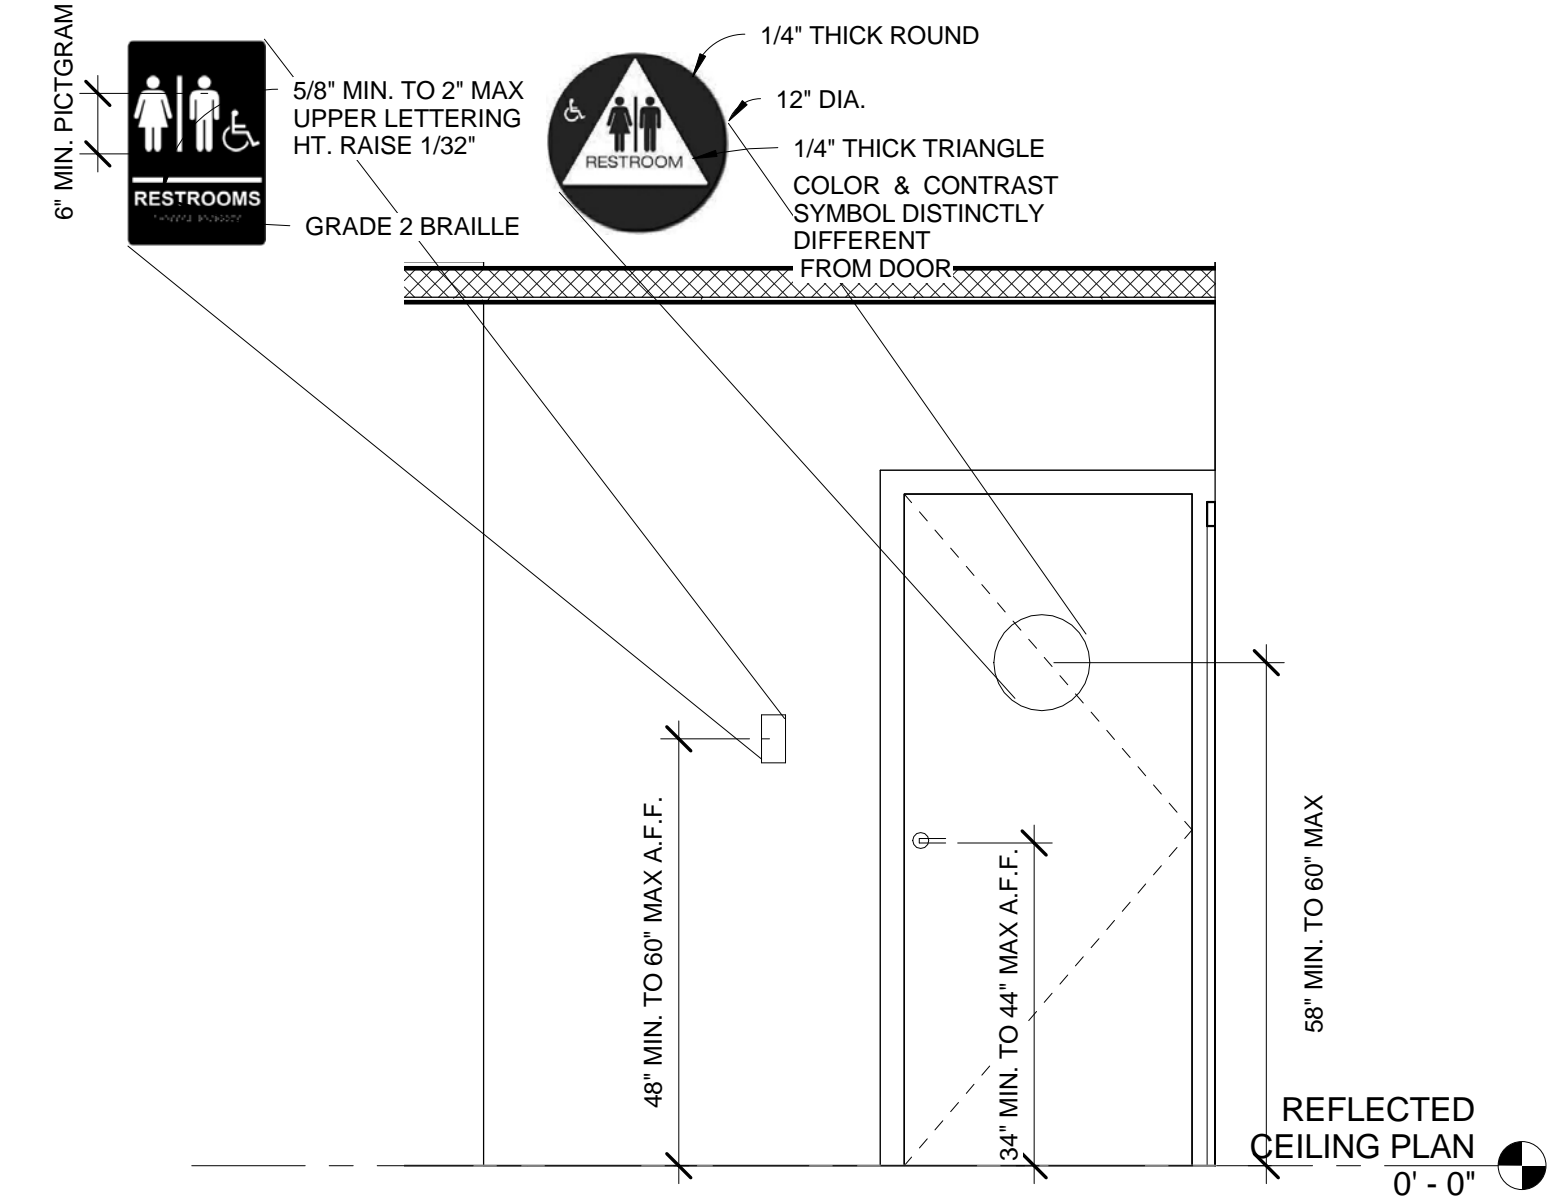 6" MIN. PICTGRAM
RESTROOMS
5/8" MIN. TO 2" MAX
UPPER LETTERING
HT. RAISE 1/32"
GRADE 2 BRAILLE
RESTROOM
1/4" THICK ROUND
12" DIA.
1/4" THICK TRIANGLE
COLOR & CONTRAST
SYMBOL DISTINCTLY
DIFFERENT
FROM DOOR
48" MIN. TO 60" MAX A.F.F.
34" MIN. TO 44" MAX A.F.F.
58" MIN. TO 60" MAX
REFLECTED
CEILING PLAN
0' - 0"